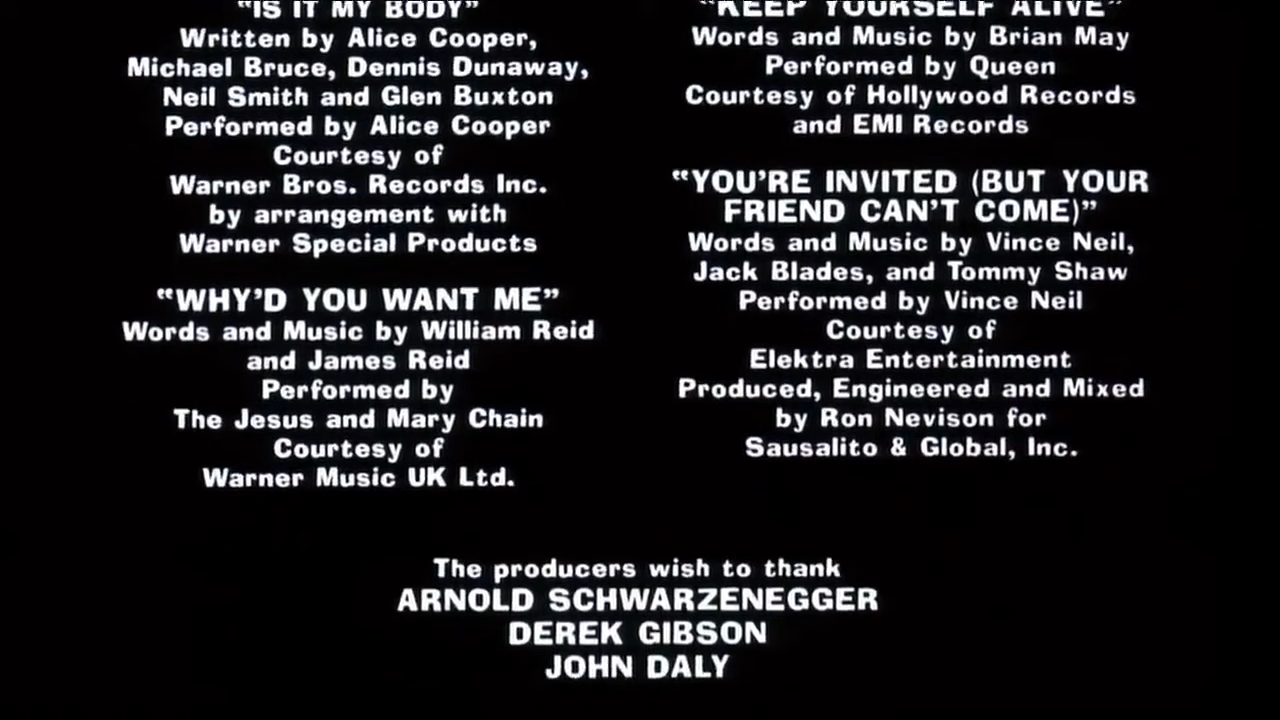 “IS IT MY BODY”
Written by Alice Cooper,
Michael Bruce, Dennis Dunaway,
Neil Smith and Glen Buxton
Performed by Alice Cooper
Courtesy of
Warner Bros. Records Inc.
by arrangement with
Warner Special Products
“WHY’D YOU WANT ME”
Words and Music by William Reid
and James Reid
Performed by
The Jesus and Mary Chain
Courtesy of
Warner Music UK Ltd.
“KEEP YOURSELF ALIVE”
Words and Music by Brian May
Performed by Queen
Courtesy of Hollywood Records
and EMI Records
“YOU’RE INVITED (BUT YOUR
FRIEND CAN’T COME)”
Words and Music by Vince Neil,
Jack Blades, and Tommy Shaw
Performed by Vince Neil
Courtesy of
Elektra Entertainment
Produced, Engineered and Mixed
by Ron Nevison for
Sausalito & Global, Inc.
The producers wish to thank
ARNOLD SCHWARZENEGGER
DEREK GIBSON
JOHN DALY